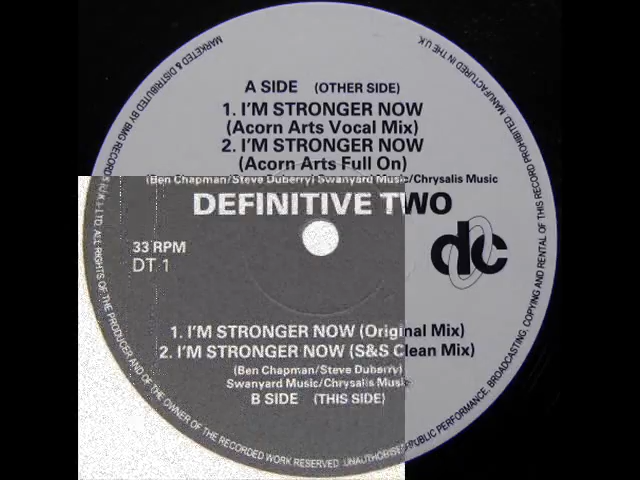 A SIDE (OTHER SIDE)
1. I'M STRONGER NOW
(Acorn Arts Vocal Mix)
2. I'M STRONGER NOW
(Acorn Arts Full On)
(Ben Chapman/Steve Duberry) Swanyard Music/Chrysalis Music
DEFINITIVE TWO
dc
33 RPM
DT 1
1. I'M STRONGER NOW (Original Mix)
2. I'M STRONGER NOW (S&S Clean Mix)
(Ben Chapman/Steve Duberry)
Swanyard Music/Chrysalis Music
B SIDE (THIS SIDE)
MARKETED & DISTRIBUTED BY BMG RECORDS (U.K.) LTD. ALL RIGHTS OF THE PRODUCER AND OF THE OWNER OF THE RECORDED WORK RESERVED. UNAUTHORISED PUBLIC PERFORMANCE, BROADCASTING, COPYING AND RENTAL OF THIS RECORD PROHIBITED. MANUFACTURED IN THE U.K.